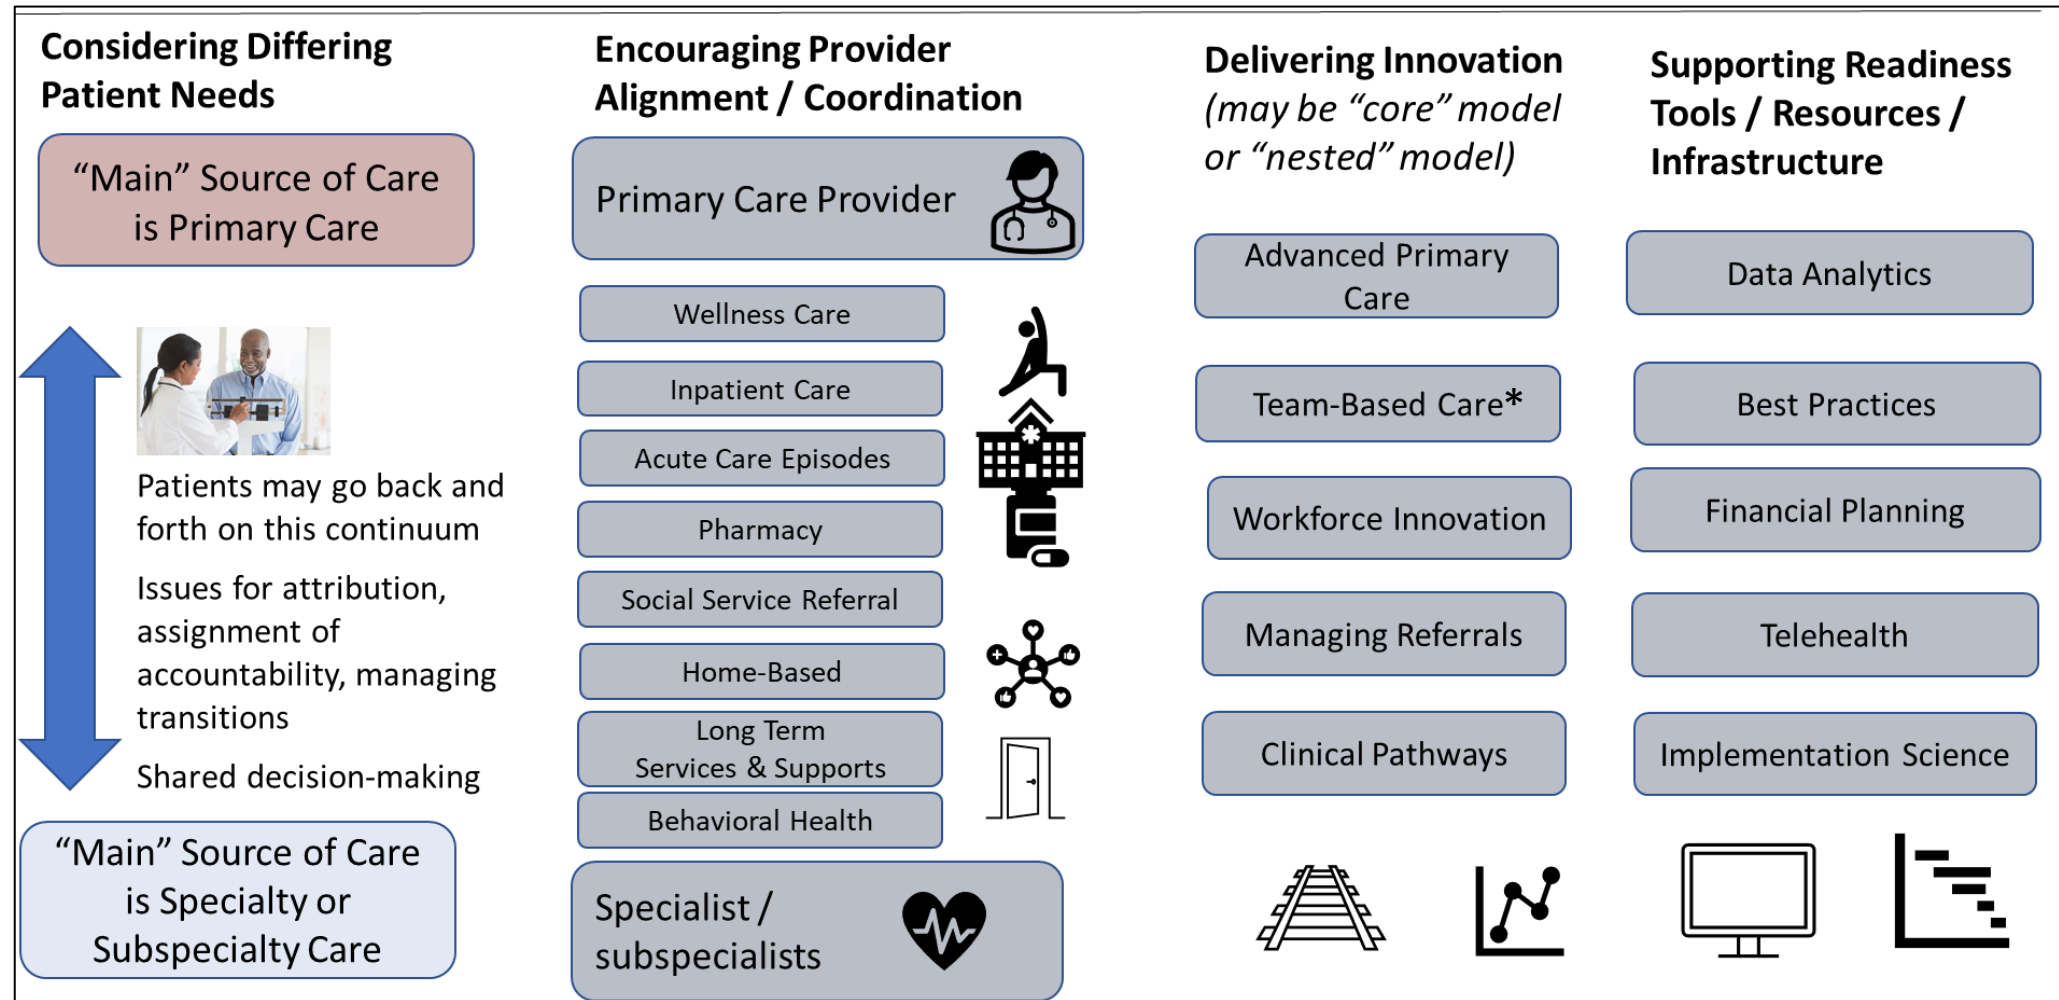 Considering Differing
Patient Needs
“Main” Source of Care
is Primary Care
Patients may go back and
forth on this continuum
Issues for attribution,
assignment of
accountability, managing
transitions
Shared decision-making
“Main” Source of Care
is Specialty or
Subspecialty Care
Encouraging Provider
Alignment / Coordination
Primary Care Provider
Wellness Care
Inpatient Care
Acute Care Episodes
Pharmacy
Social Service Referral
Home-Based
Long Term
Services & Supports
Behavioral Health
Specialist /
subspecialists
Delivering Innovation
(may be “core” model
or “nested” model)
Advanced Primary
Care
Team-Based Care*
Workforce Innovation
Managing Referrals
Clinical Pathways
Supporting Readiness
Tools / Resources /
Infrastructure
Data Analytics
Best Practices
Financial Planning
Telehealth
Implementation Science